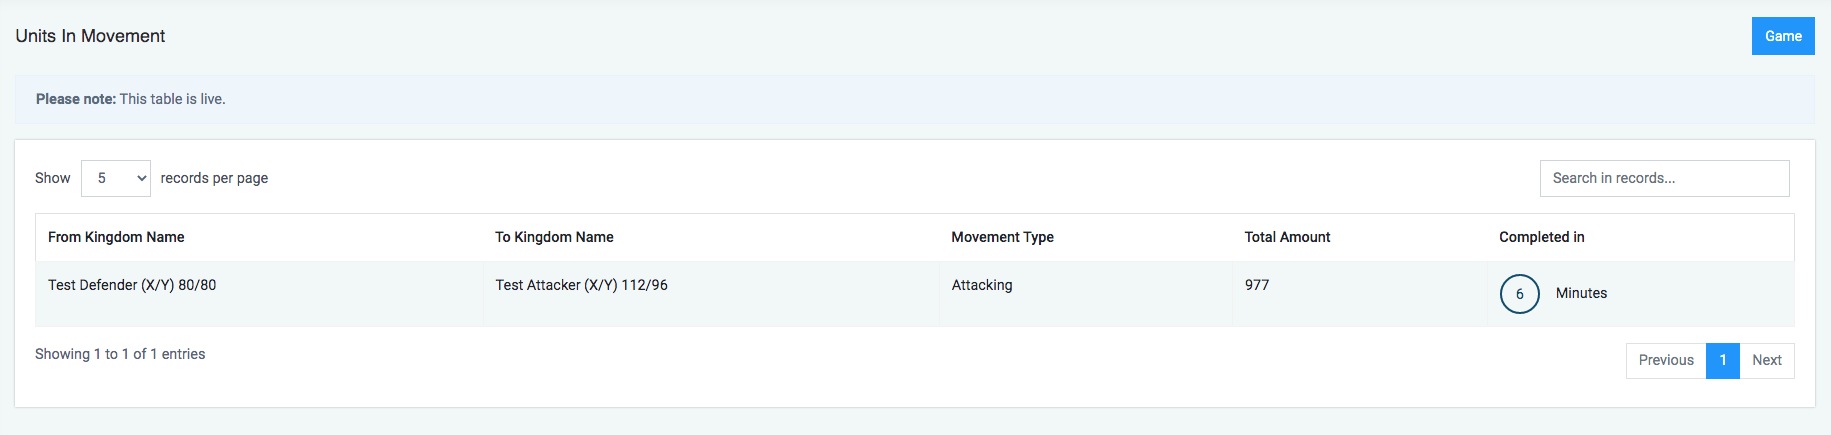 Units In Movement
Game
Please note: This table is live.
Show 5 records per page
Search in records...
From Kingdom Name To Kingdom Name Movement Type Total Amount Completed in
Test Defender (X/Y) 80/80 Test Attacker (X/Y) 112/96 Attacking 977 6 Minutes
Showing 1 to 1 of 1 entries
Previous 1 Next